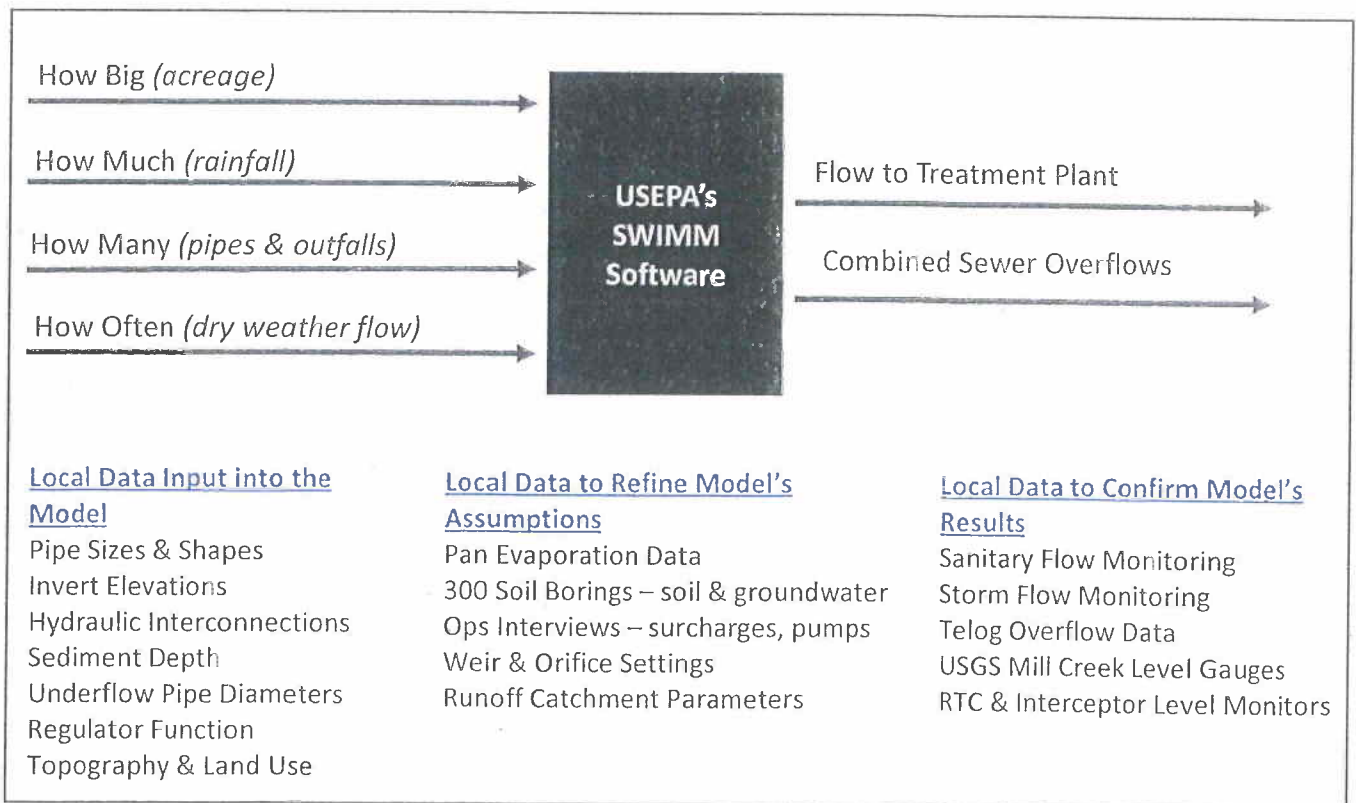 How Big (acreage)
How Much (rainfall)
How Many (pipes & outfalls)
How Often (dry weather flow)
USEPA's
SWIMM
Software
Flow to Treatment Plant
Combined Sewer Overflows
Local Data Input into the
Model
Pipe Sizes & Shapes
Invert Elevations
Hydraulic Interconnections
Sediment Depth
Underflow Pipe Diameters
Regulator Function
Topography & Land Use
Local Data to Refine Model's
Assumptions
Pan Evaporation Data
300 Soil Borings – soil & groundwater
Ops Interviews – surcharges, pumps
Weir & Orifice Settings
Runoff Catchment Parameters
Local Data to Confirm Model's
Results
Sanitary Flow Monitoring
Storm Flow Monitoring
Telog Overflow Data
USGS Mill Creek Level Gauges
RTC & Interceptor Level Monitors